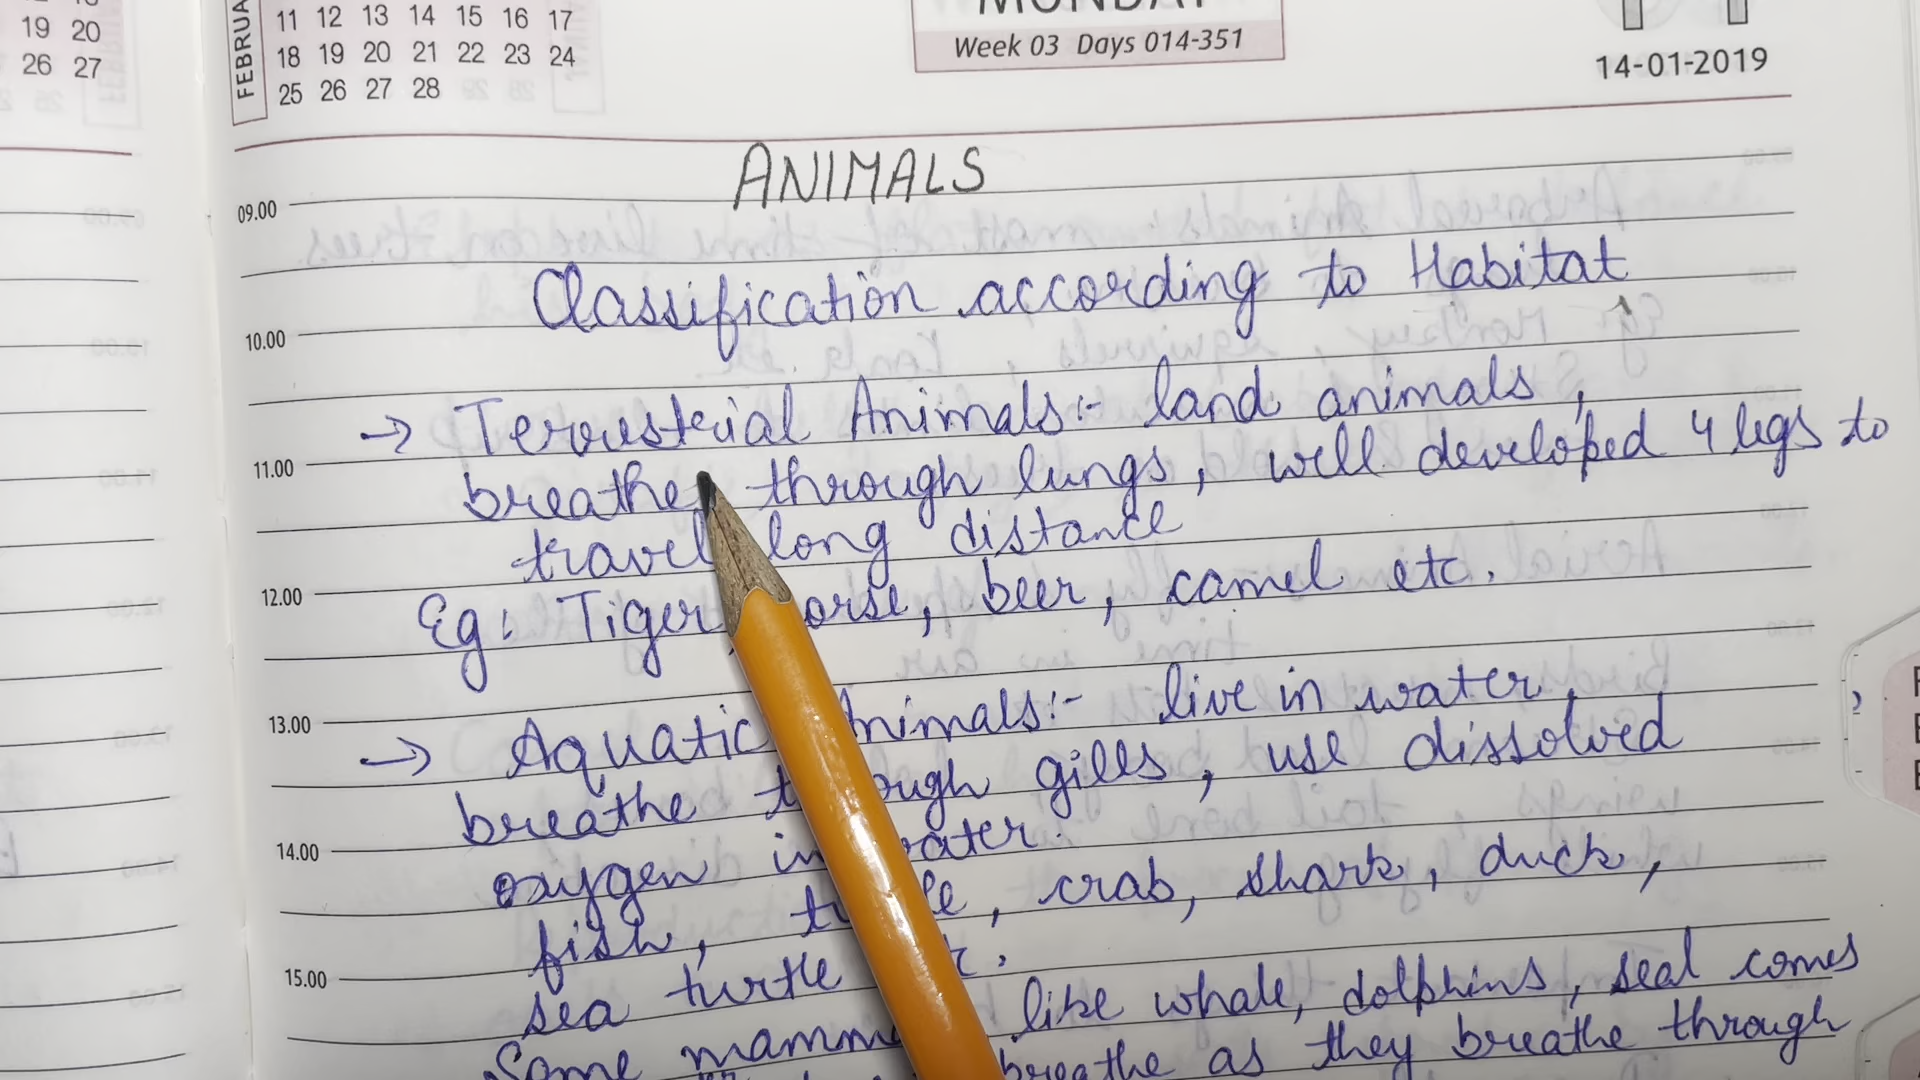 19 20
26 27
FEBRUA
11 12 13 14 15 16 17
18 19 20 21 22 23 24
25 26 27 28
MONDAY
Week 03 Days 014-351
14-01-2019
ANIMALS
09.00
Classification according to Habitat
10.00
→ Terrestrial Animals:- land animals,
11.00
breathe through lungs, well developed 4 legs to
travel long distance
12.00
Eg: Tiger, orse, beer, camel etc.
13.00
→ Aquatic Animals:- live in water,
breathe through gills, use dissolved
14.00
oxygen in water.
fish, crab, shark, duck,
15.00
sea turtle
Some like whale, dolphins, seal comes
breathe as they breathe through